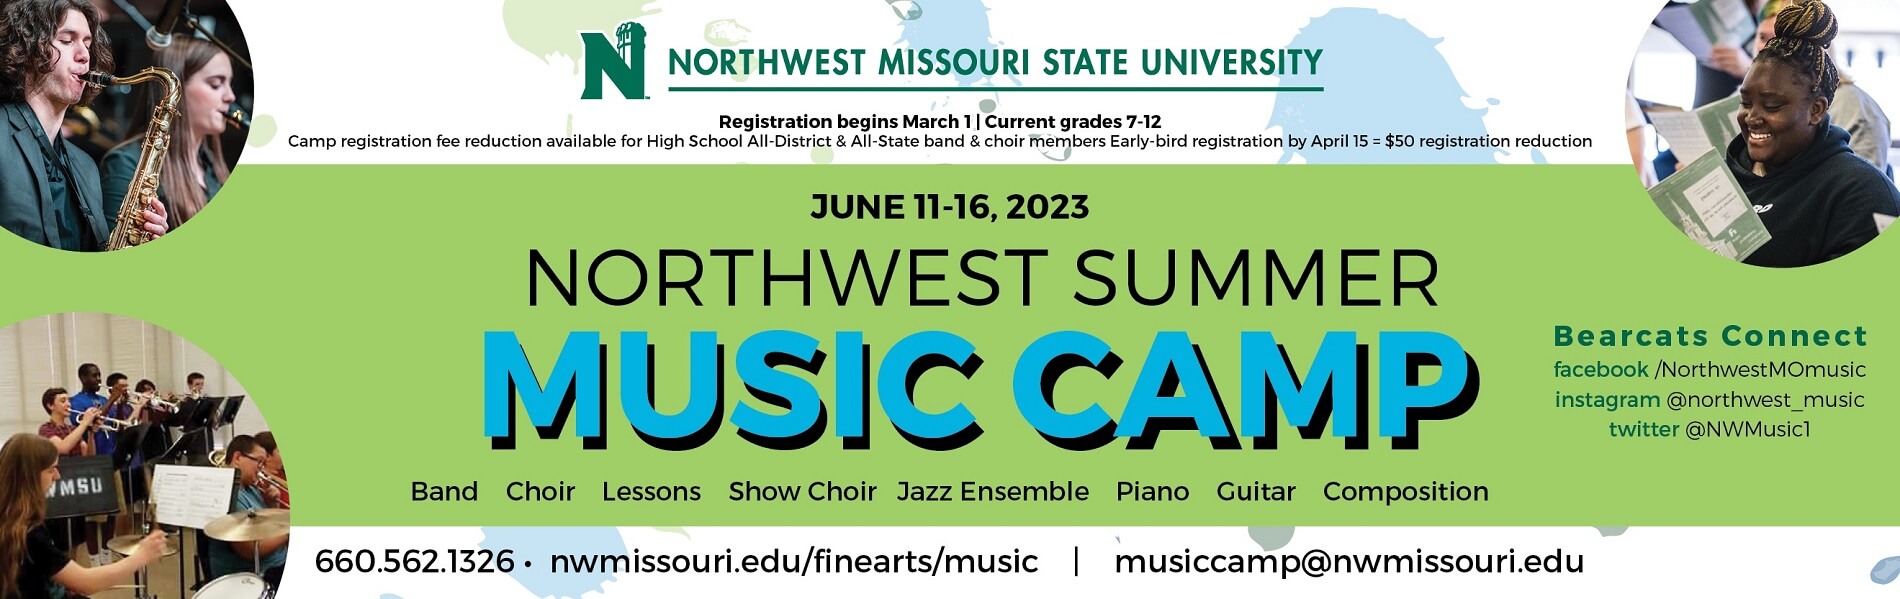 NORTHWEST MISSOURI STATE UNIVERSITY
Registration begins March 1 | Current grades 7-12
Camp registration fee reduction available for High School All-District & All-State band & choir members Early-bird registration by April 15 = $50 registration reduction
JUNE 11-16, 2023
NORTHWEST SUMMER
MUSIC CAMP
Band Choir Lessons Show Choir Jazz Ensemble Piano Guitar Composition
Bearcats Connect
facebook /NorthwestMOmusic
instagram @northwest_music
twitter @NWMusic1
WMSU
660.562.1326 • nwmissouri.edu/finearts/music | musiccamp@nwmissouri.edu